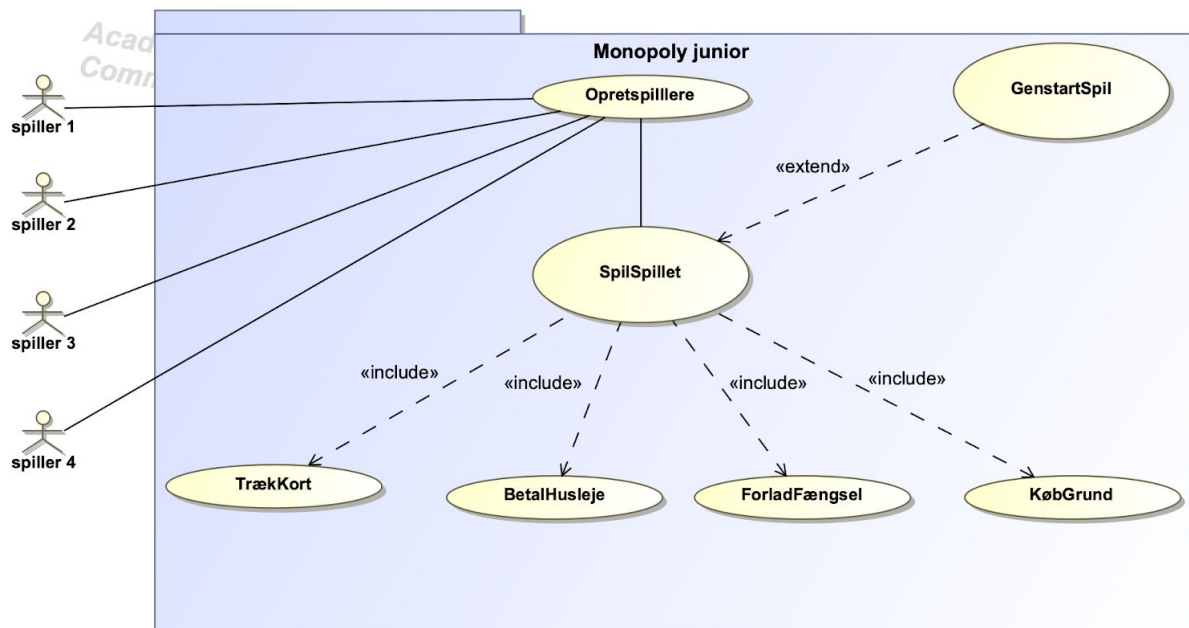 Monopoly junior
Opretspilllere
GenstartSpil
spiller 1
«extend»
spiller 2
SpilSpillet
spiller 3
«include»
«include»
«include»
«include»
spiller 4
TrækKort
BetalHusleje
ForladFængsel
KøbGrund